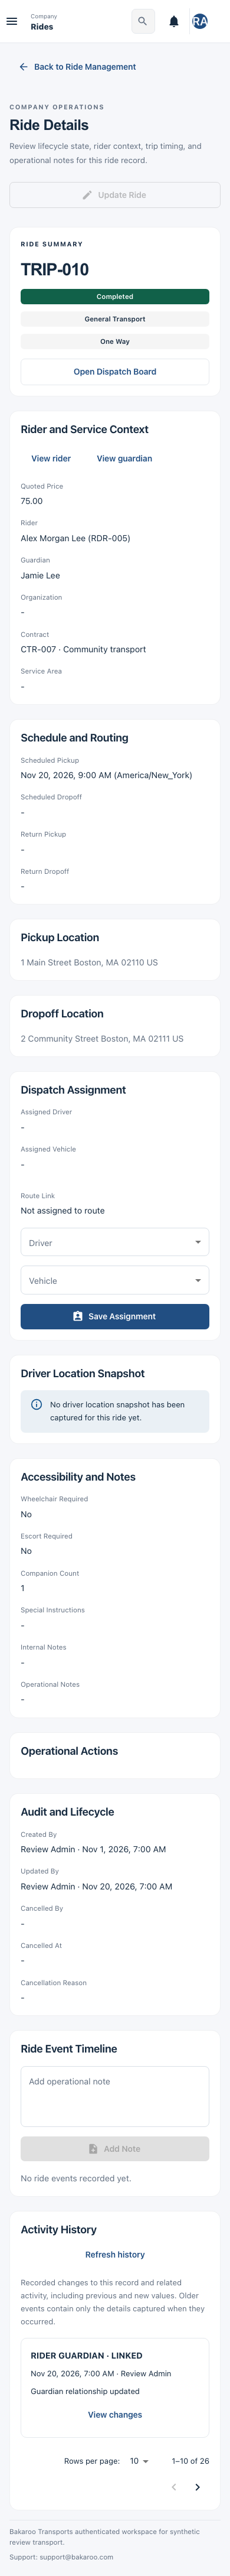 Company
Rides
RA
Back to Ride Management
COMPANY OPERATIONS
Ride Details
Review lifecycle state, rider context, trip timing, and
operational notes for this ride record.
Update Ride
RIDE SUMMARY
TRIP-010
Completed
General Transport
One Way
Open Dispatch Board
Rider and Service Context
View rider View guardian
Quoted Price
75.00
Rider
Alex Morgan Lee (RDR-005)
Guardian
Jamie Lee
Organization
-
Contract
CTR-007 · Community transport
Service Area
-
Schedule and Routing
Scheduled Pickup
Nov 20, 2026, 9:00 AM (America/New_York)
Scheduled Dropoff
-
Return Pickup
-
Return Dropoff
-
Pickup Location
1 Main Street Boston, MA 02110 US
Dropoff Location
2 Community Street Boston, MA 02111 US
Dispatch Assignment
Assigned Driver
-
Assigned Vehicle
-
Route Link
Not assigned to route
Driver
Vehicle
Save Assignment
Driver Location Snapshot
No driver location snapshot has been
captured for this ride yet.
Accessibility and Notes
Wheelchair Required
No
Escort Required
No
Companion Count
1
Special Instructions
-
Internal Notes
-
Operational Notes
-
Operational Actions
Audit and Lifecycle
Created By
Review Admin · Nov 1, 2026, 7:00 AM
Updated By
Review Admin · Nov 20, 2026, 7:00 AM
Cancelled By
-
Cancelled At
-
Cancellation Reason
-
Ride Event Timeline
Add operational note
Add Note
No ride events recorded yet.
Activity History
Refresh history
Recorded changes to this record and related
activity, including previous and new values. Older
events contain only the details captured when they
occurred.
RIDER GUARDIAN · LINKED
Nov 20, 2026, 7:00 AM · Review Admin
Guardian relationship updated
View changes
Rows per page: 10 1–10 of 26
Bakaroo Transports authenticated workspace for synthetic
review transport.
Support: support@bakaroo.com